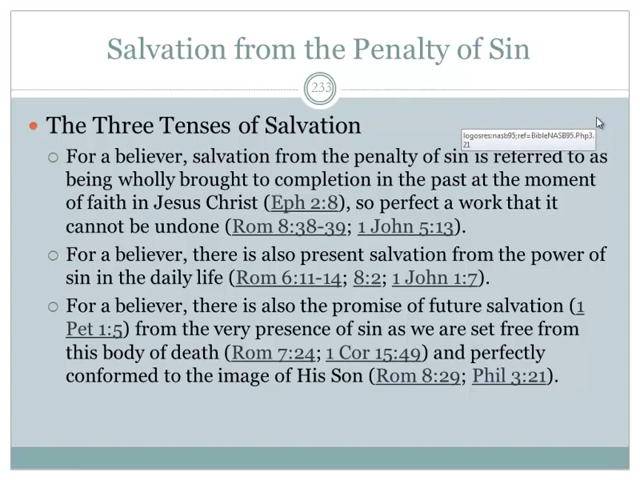 Salvation from the Penalty of Sin
233
The Three Tenses of Salvation
logosres:nasb95;ref=BibleNASB95.Php3.
21
For a believer, salvation from the penalty of sin is referred to as
being wholly brought to completion in the past at the moment
of faith in Jesus Christ (Eph 2:8), so perfect a work that it
cannot be undone (Rom 8:38-39; 1 John 5:13).
For a believer, there is also present salvation from the power of
sin in the daily life (Rom 6:11-14; 8:2; 1 John 1:7).
For a believer, there is also the promise of future salvation (1
Pet 1:5) from the very presence of sin as we are set free from
this body of death (Rom 7:24; 1 Cor 15:49) and perfectly
conformed to the image of His Son (Rom 8:29; Phil 3:21).